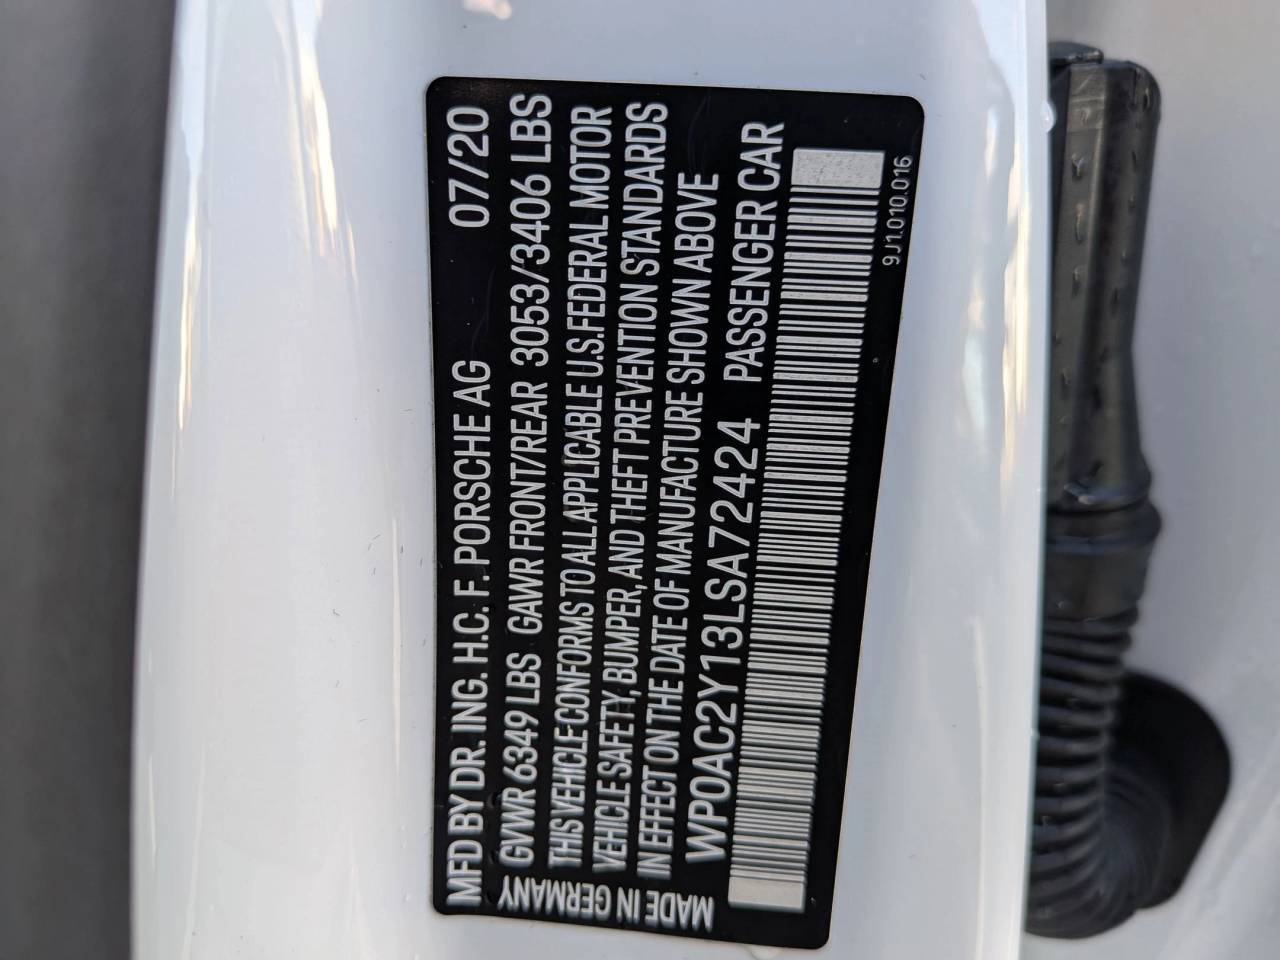 MFD BY DR. ING. H.C. F. PORSCHE AG 07/20
GVWR 6349 LBS GAWR FRONT/REAR 3053/3406 LBS
THIS VEHICLE CONFORMS TO ALL APPLICABLE U.S.FEDERAL MOTOR
VEHICLE SAFETY, BUMPER, AND THEFT PREVENTION STANDARDS
IN EFFECT ON THE DATE OF MANUFACTURE SHOWN ABOVE
WP0AC2Y13LSA72424 PASSENGER CAR
MADE IN GERMANY
9J1.010.016